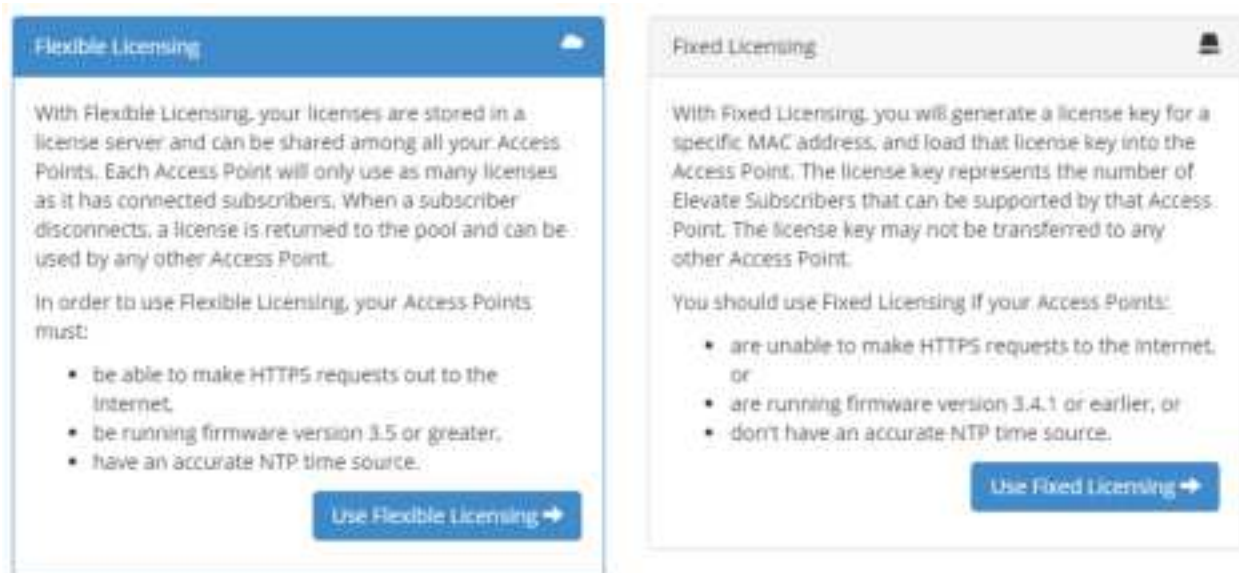 Flexible Licensing
With Flexible Licensing, your licenses are stored in a
license server and can be shared among all your Access
Points. Each Access Point will only use as many licenses
as it has connected subscribers. When a subscriber
disconnects, a license is returned to the pool and can be
used by any other Access Point.
In order to use Flexible Licensing, your Access Points
must:
• be able to make HTTPS requests out to the
Internet,
• be running firmware version 3.5 or greater,
• have an accurate NTP time source.
Use Flexible Licensing
Fixed Licensing
With Fixed Licensing, you will generate a license key for a
specific MAC address, and load that license key into the
Access Point. The license key represents the number of
Elevate Subscribers that can be supported by that Access
Point. The license key may not be transferred to any
other Access Point.
You should use Fixed Licensing if your Access Points:
• are unable to make HTTPS requests to the Internet,
or
• are running firmware version 3.4.1 or earlier, or
• don't have an accurate NTP time source.
Use Fixed Licensing